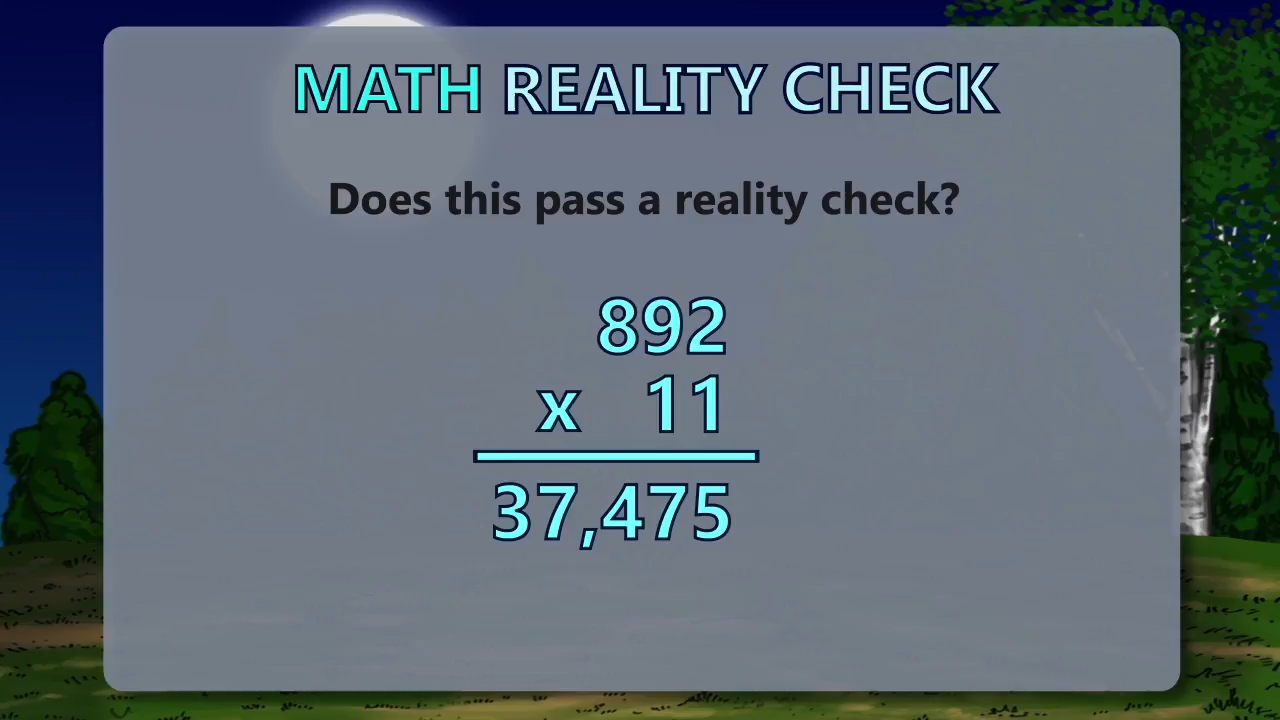 MATH REALITY CHECK
Does this pass a reality check?
892
x 11
37,475